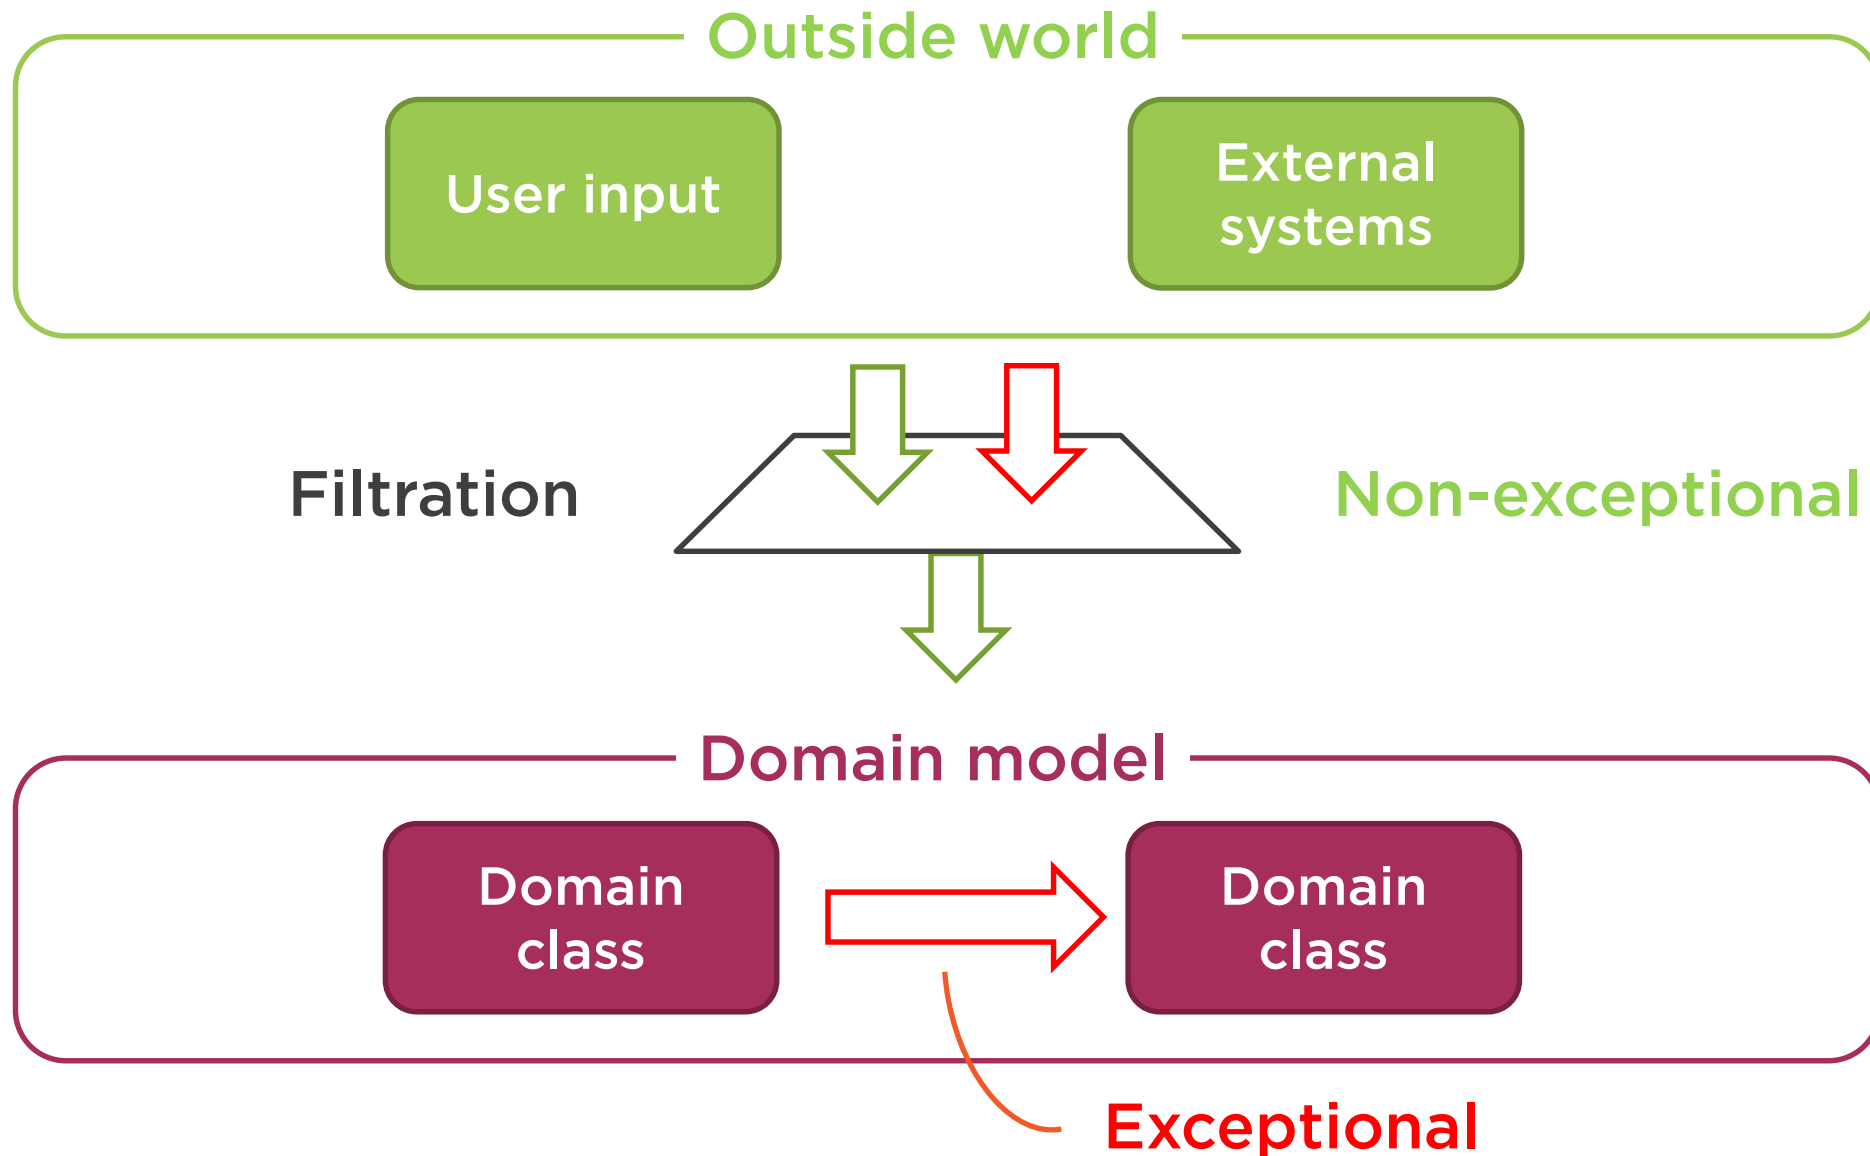 Outside world
User input
External
systems
Filtration
Non-exceptional
Domain model
Domain
class
Domain
class
Exceptional